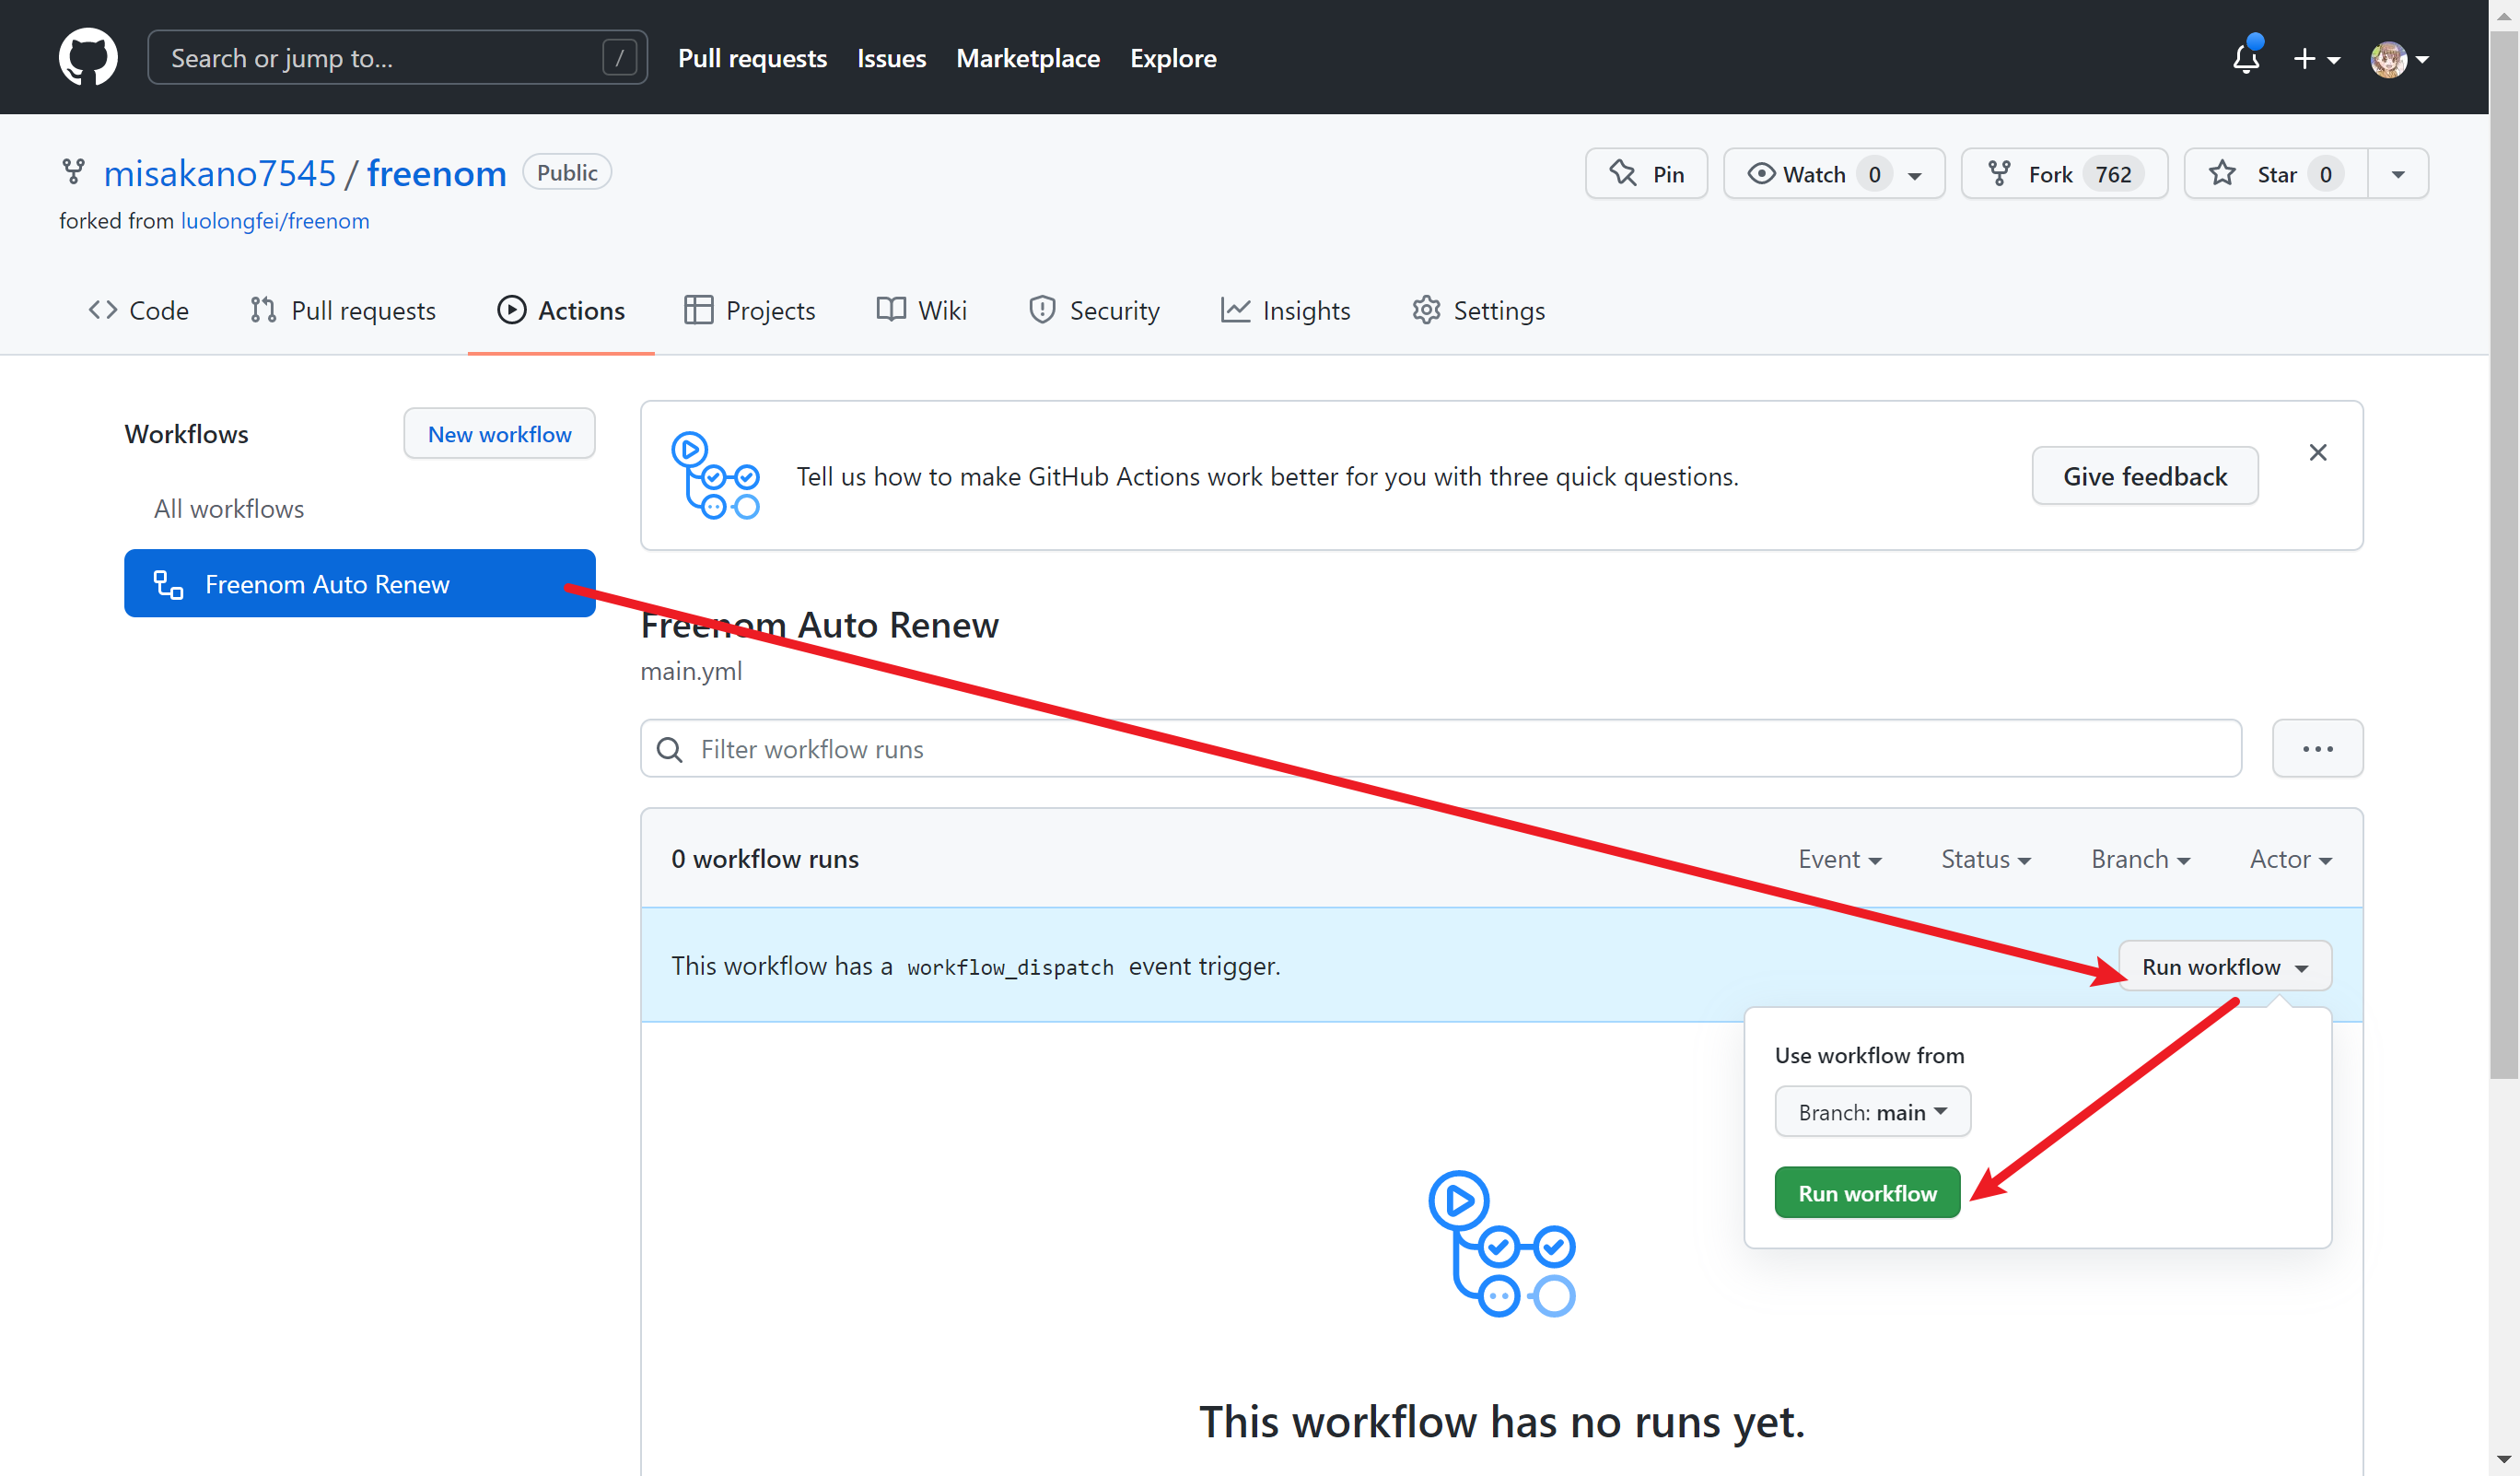 Search or jump to... /
Pull requests Issues Marketplace Explore
misakano7545 / freenom Public
Pin Watch 0 Fork 762 Star 0
forked from luolongfei/freenom
Code Pull requests Actions Projects Wiki Security Insights Settings
Workflows New workflow
All workflows
Freenom Auto Renew
Tell us how to make GitHub Actions work better for you with three quick questions. Give feedback
Freenom Auto Renew
main.yml
Filter workflow runs
0 workflow runs Event Status Branch Actor
This workflow has a workflow_dispatch event trigger. Run workflow
Use workflow from
Branch: main
Run workflow
This workflow has no runs yet.